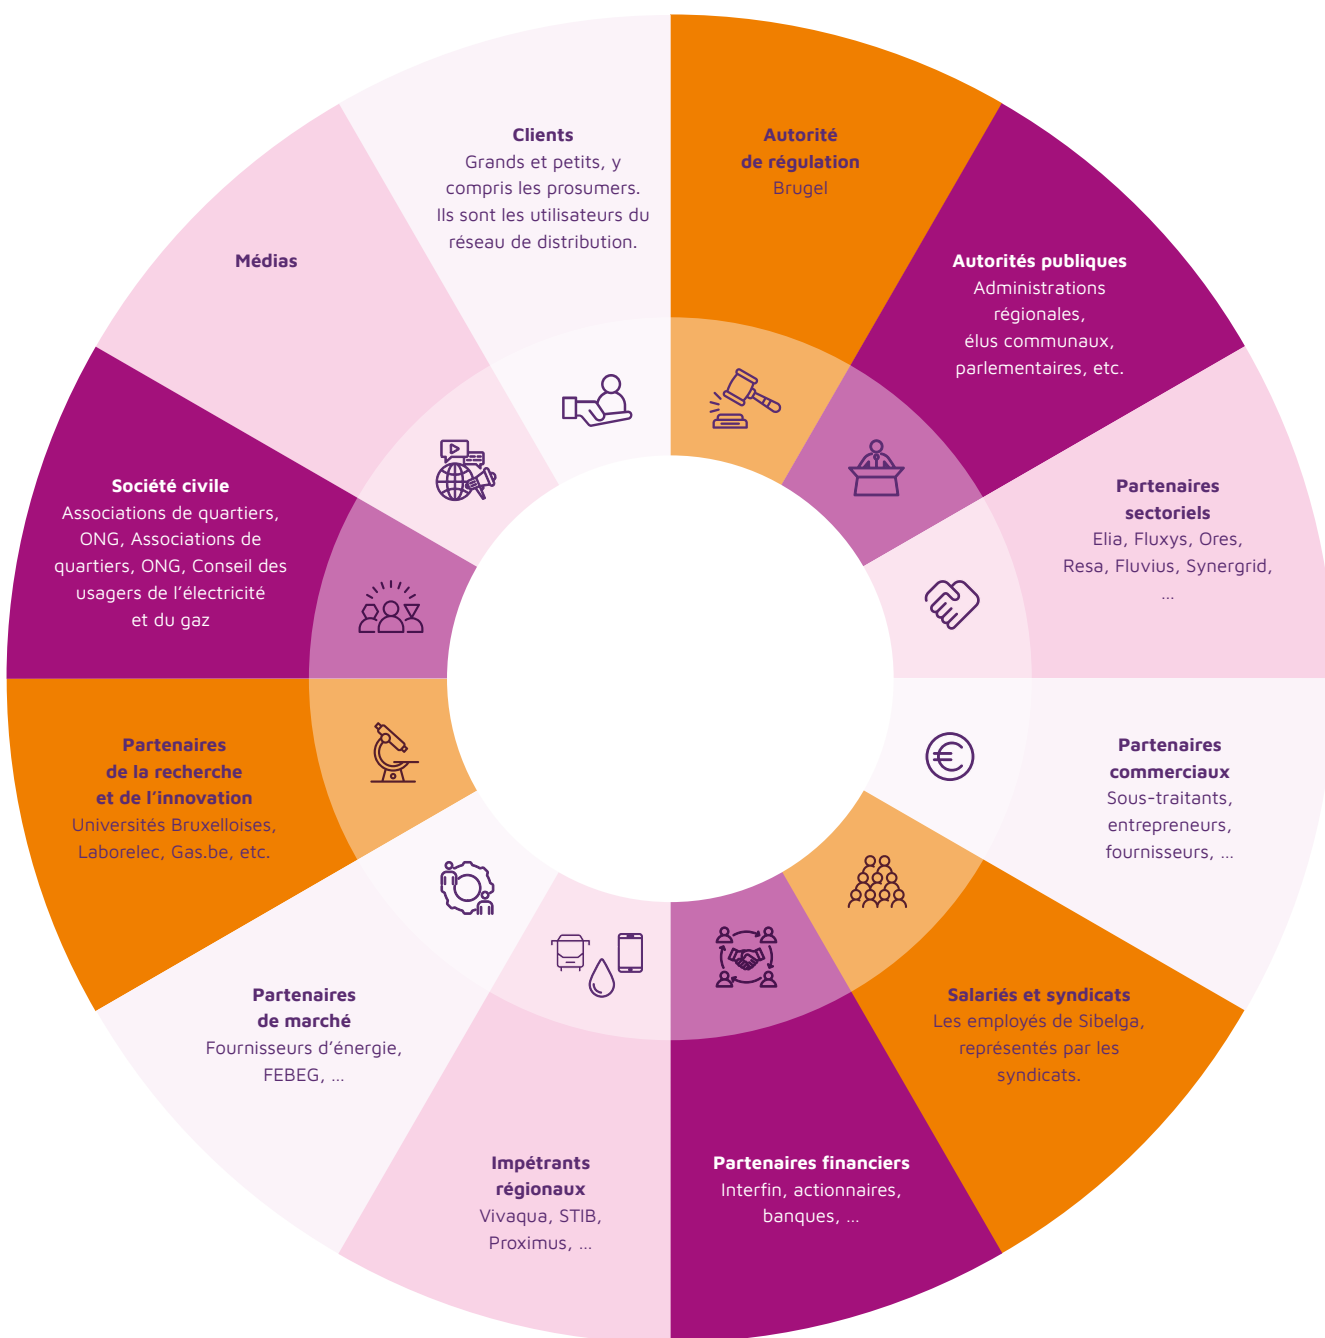 Clients
Grands et petits, y
compris les prosumers.
Ils sont les utilisateurs du
réseau de distribution.
Autorité
de régulation
Brugel
Autorités publiques
Administrations
régionales,
élus communaux,
parlementaires, etc.
Partenaires
sectoriels
Elia, Fluxys, Ores,
Resa, Fluvius, Synergrid,
...
Partenaires
commerciaux
Sous-traitants,
entrepreneurs,
fournisseurs, ...
Salariés et syndicats
Les employés de Sibelga,
représentés par les
syndicats.
Partenaires financiers
Interfin, actionnaires,
banques, ...
Impétrants
régionaux
Vivaqua, STIB,
Proximus, ...
Partenaires
de marché
Fournisseurs d’énergie,
FEBEG, ...
Partenaires
de la recherche
et de l’innovation
Universités Bruxelloises,
Laborelec, Gas.be, etc.
Société civile
Associations de quartiers,
ONG, Associations de
quartiers, ONG, Conseil des
usagers de l’électricité
et du gaz
Médias